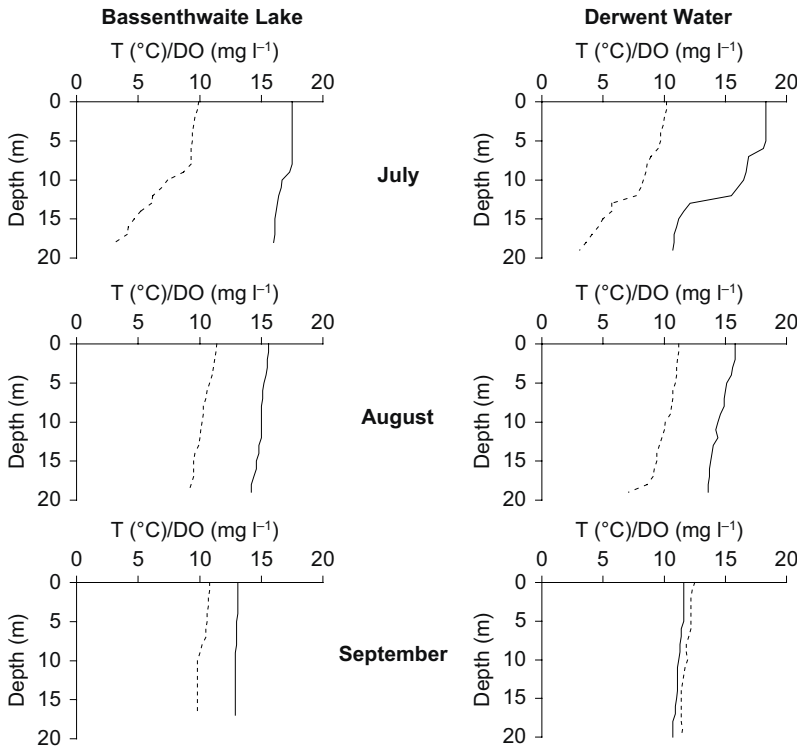 Bassenthwaite Lake Derwent Water
T (°C)/DO (mg l⁻¹) T (°C)/DO (mg l⁻¹)
0 5 10 15 20 0 5 10 15 20
0 0
5 5
10 10
15 15
20 20
Depth (m) Depth (m)
July
T (°C)/DO (mg l⁻¹) T (°C)/DO (mg l⁻¹)
0 5 10 15 20 0 5 10 15 20
0 0
5 5
10 10
15 15
20 20
Depth (m) Depth (m)
August
T (°C)/DO (mg l⁻¹) T (°C)/DO (mg l⁻¹)
0 5 10 15 20 0 5 10 15 20
0 0
5 5
10 10
15 15
20 20
Depth (m) Depth (m)
September